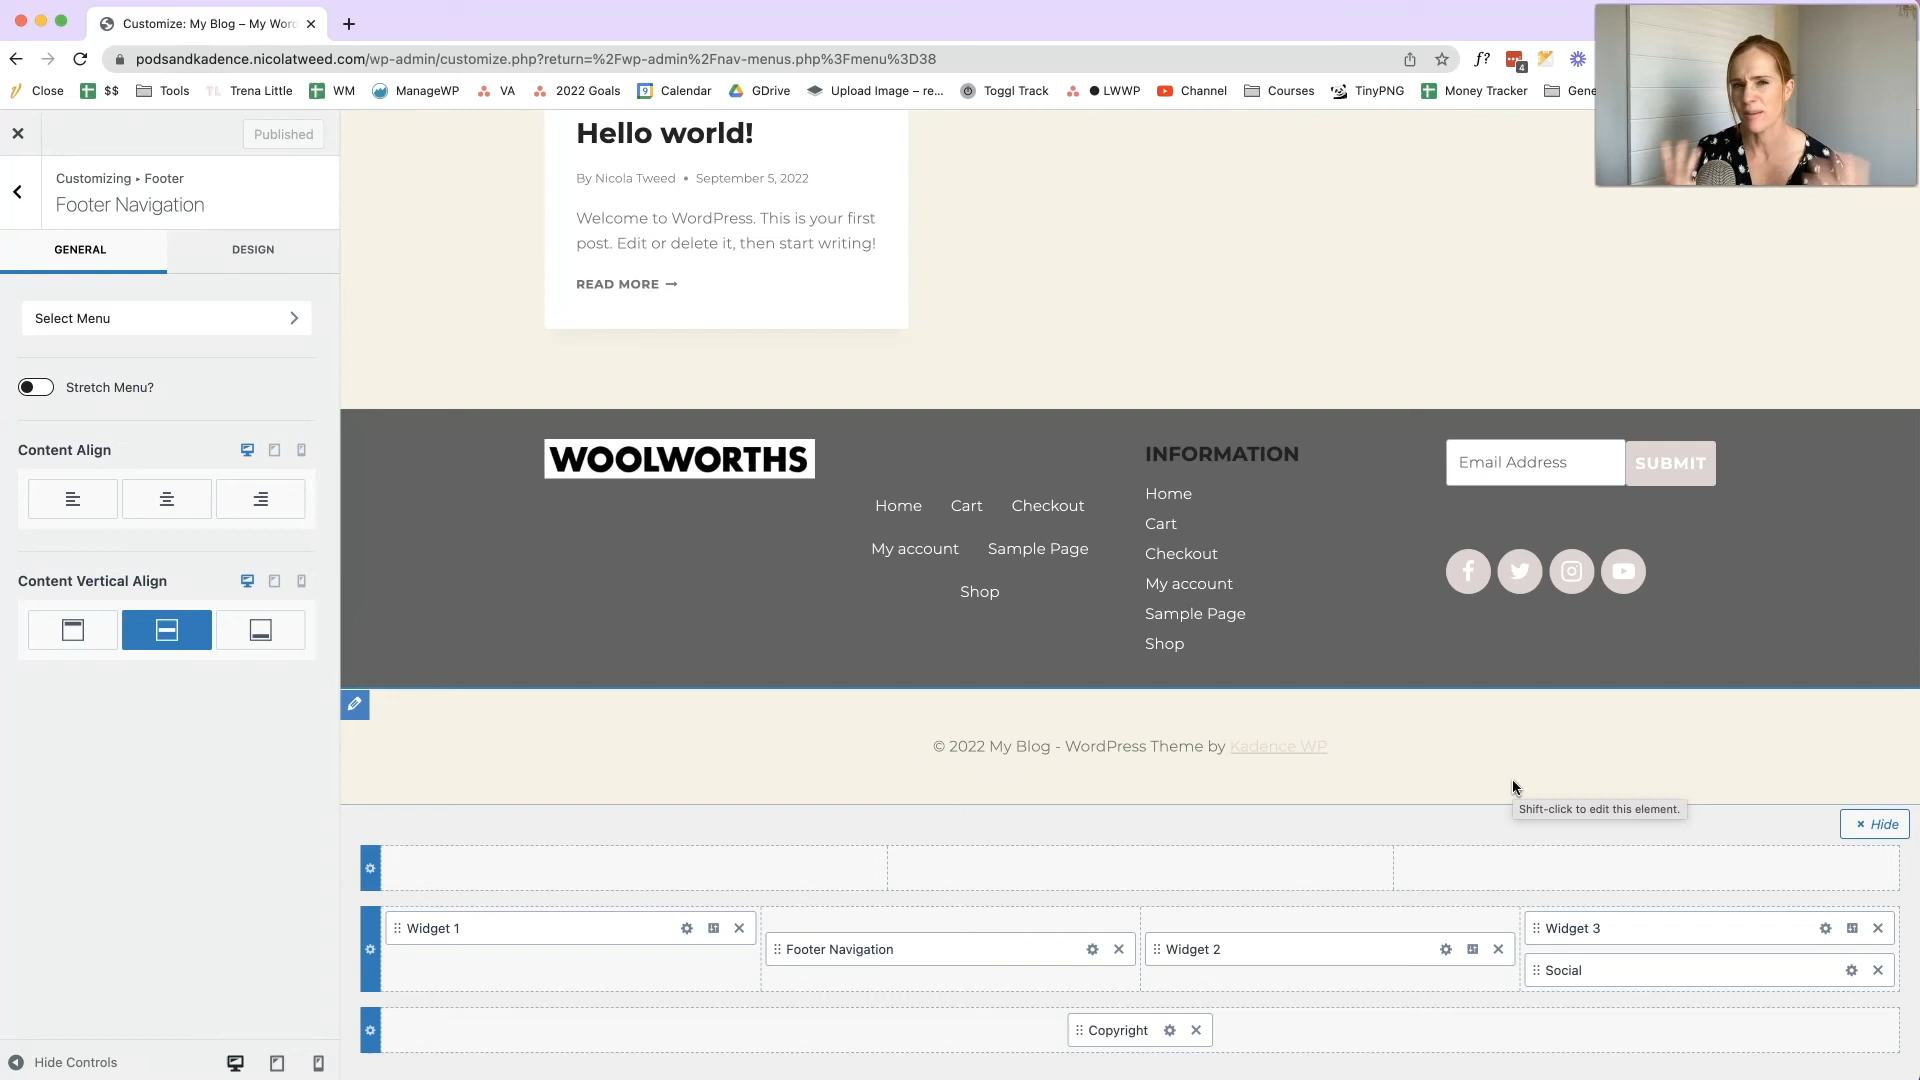 Customize: My Blog – My Word
podsandkadence.nicolatweed.com/wp-admin/customize.php?return=%2Fwp-admin%2Fnav-menus.php%3Fmenu%3D38
f?
4
Close
$$
Tools
TL
Trena Little
WM
ManageWP
VA
2022 Goals
9
Calendar
GDrive
Upload Image – re...
Toggl Track
LWWP
Channel
Courses
TinyPNG
Money Tracker
Gene
Published
Customizing ▸ Footer
Footer Navigation
GENERAL
DESIGN
Select Menu
Stretch Menu?
Content Align
Content Vertical Align
Hide Controls
Hello world!
By Nicola Tweed • September 5, 2022
Welcome to WordPress. This is your first
post. Edit or delete it, then start writing!
READ MORE →
WOOLWORTHS
Home Cart Checkout
My account Sample Page
Shop
INFORMATION
Home
Cart
Checkout
My account
Sample Page
Shop
Email Address
SUBMIT
© 2022 My Blog - WordPress Theme by Kadence WP
Shift-click to edit this element.
× Hide
Widget 1
Footer Navigation
Widget 2
Widget 3
Social
Copyright